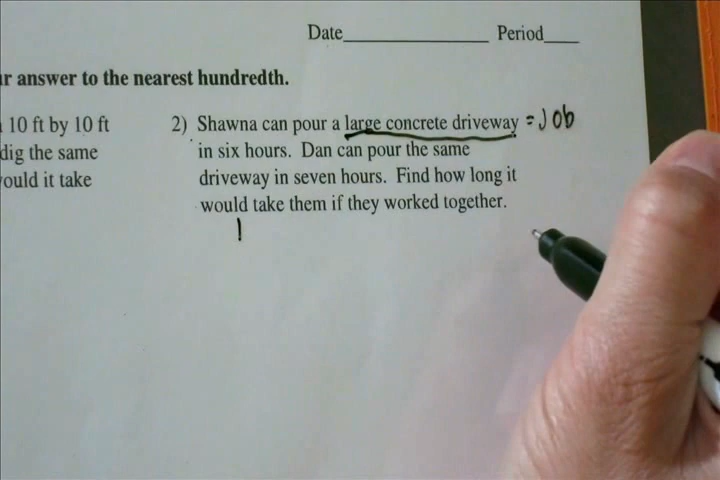 Date____________ Period____
answer to the nearest hundredth.
10 ft by 10 ft
dig the same
it take
2) Shawna can pour a large concrete driveway = JOB
in six hours. Dan can pour the same
driveway in seven hours. Find how long it
would take them if they worked together.
1